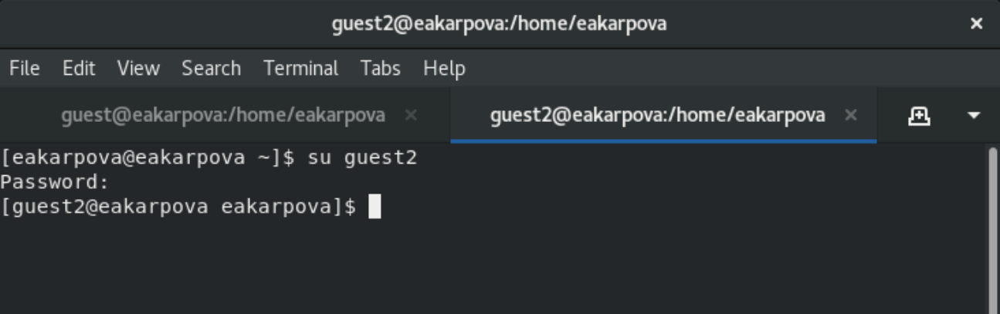 guest2@eakarpova:/home/eakarpova ×
File Edit View Search Terminal Tabs Help
guest@eakarpova:/home/eakarpova × guest2@eakarpova:/home/eakarpova ×
[eakarpova@eakarpova ~]$ su guest2
Password:
[guest2@eakarpova eakarpova]$